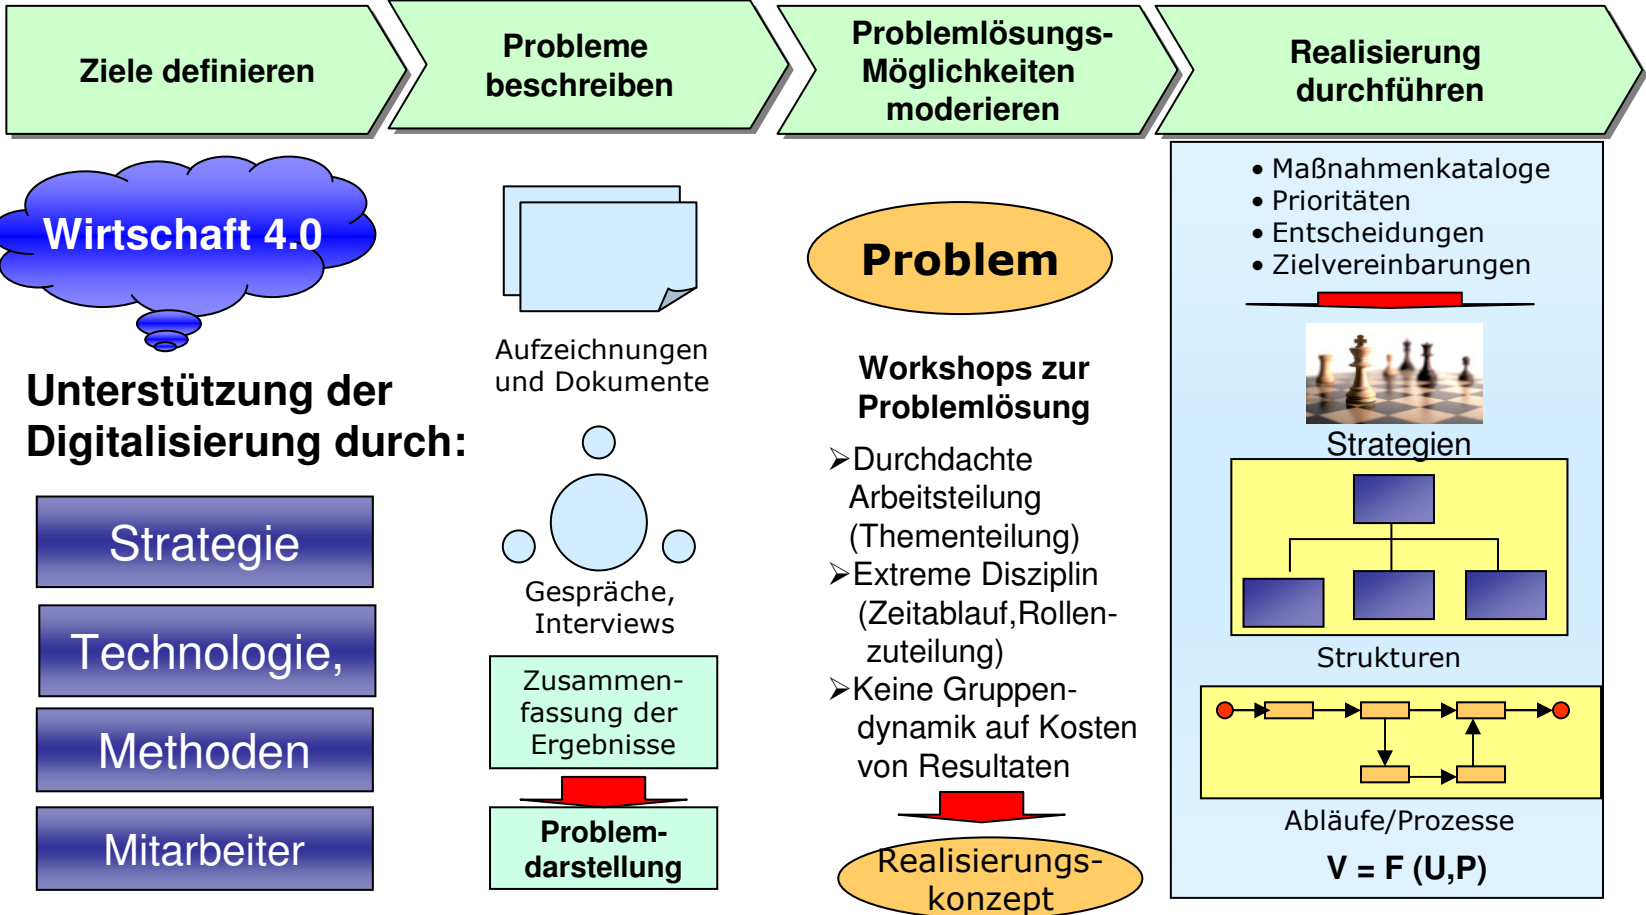 Ziele definieren
Probleme
beschreiben
Problemlösungs-
Möglichkeiten
moderieren
Realisierung
durchführen
Wirtschaft 4.0
Unterstützung der
Digitalisierung durch:
Strategie
Technologie,
Methoden
Mitarbeiter
Aufzeichnungen
und Dokumente
Gespräche,
Interviews
Zusammen-
fassung der
Ergebnisse
Problem-
darstellung
Problem
Workshops zur
Problemlösung
➢Durchdachte
Arbeitsteilung
(Thementeilung)
➢Extreme Disziplin
(Zeitablauf,Rollen-
zuteilung)
➢Keine Gruppen-
dynamik auf Kosten
von Resultaten
Realisierungs-
konzept
• Maßnahmenkataloge
• Prioritäten
• Entscheidungen
• Zielvereinbarungen
Strategien
Strukturen
Abläufe/Prozesse
V = F (U,P)